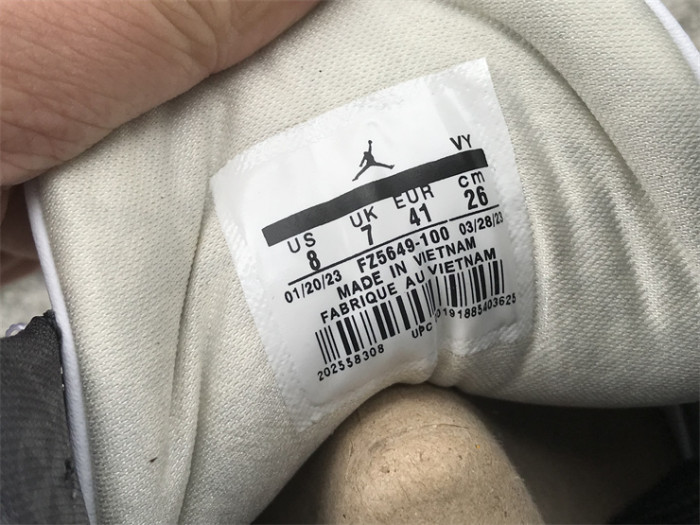 VY
US UK EUR cm
8 7 41 26
01/20/23 FZ5649-100 03/28/23
MADE IN VIETNAM
FABRIQUE AU VIETNAM
202558308 UPC 0191885403625